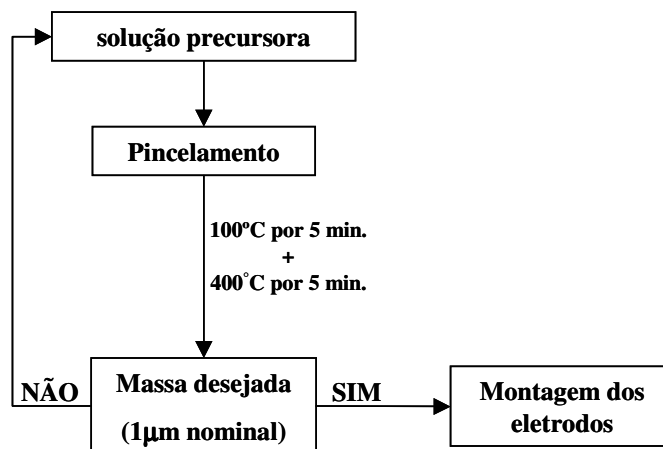 solução precursora
Pincelamento
100ºC por 5 min.
+
400°C por 5 min.
NÃO
Massa desejada
(1μm nominal)
SIM
Montagem dos
eletrodos